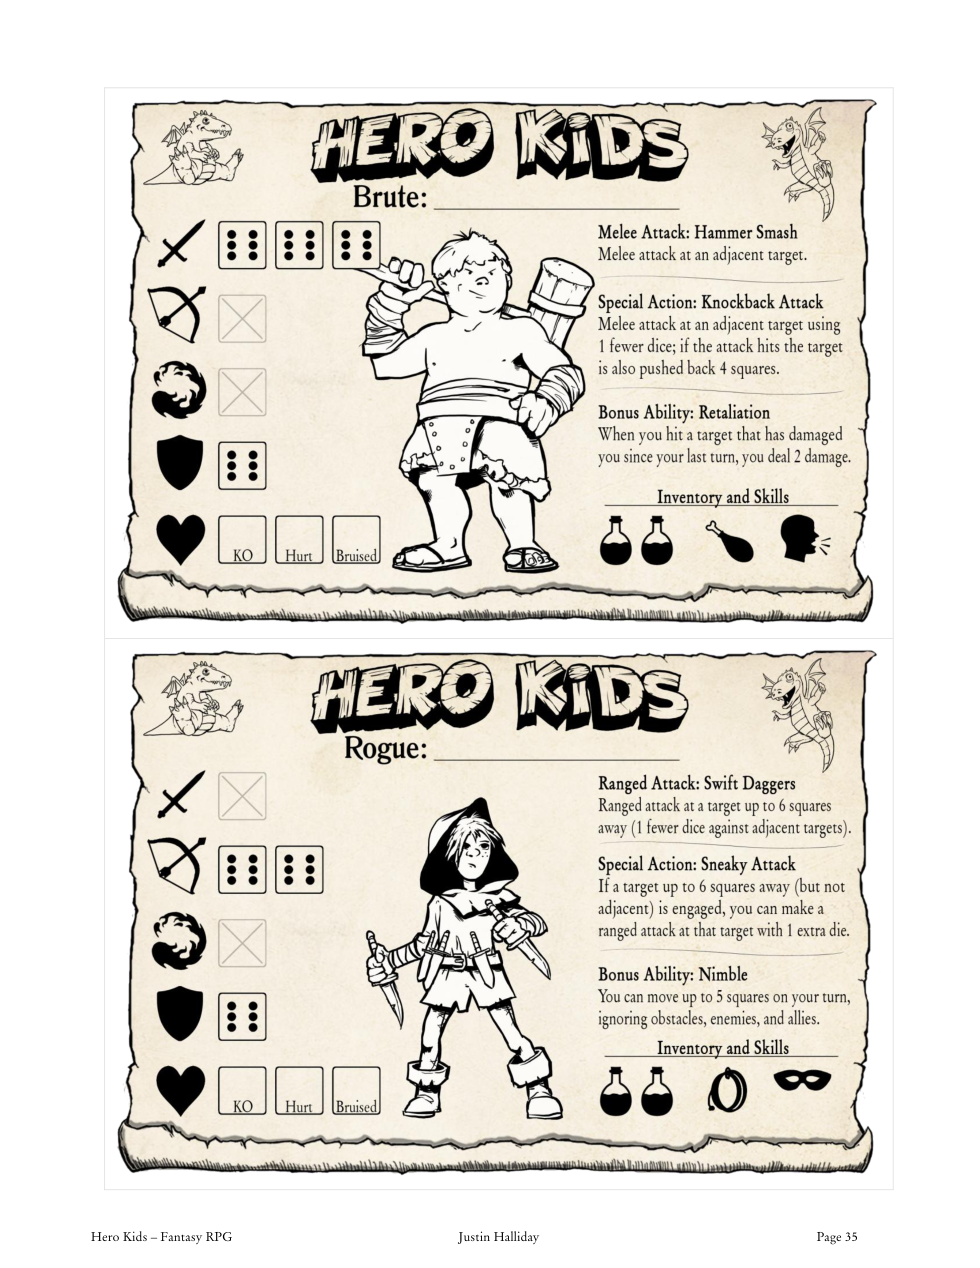 HERO KiDS
Brute:
Melee Attack: Hammer Smash
Melee attack at an adjacent target.
Special Action: Knockback Attack
Melee attack at an adjacent target using
1 fewer dice; if the attack hits the target
is also pushed back 4 squares.
Bonus Ability: Retaliation
When you hit a target that has damaged
you since your last turn, you deal 2 damage.
Inventory and Skills
KO Hurt Bruised
HERO KiDS
Rogue:
Ranged Attack: Swift Daggers
Ranged attack at a target up to 6 squares
away (1 fewer dice against adjacent targets).
Special Action: Sneaky Attack
If a target up to 6 squares away (but not
adjacent) is engaged, you can make a
ranged attack at that target with 1 extra die.
Bonus Ability: Nimble
You can move up to 5 squares on your turn,
ignoring obstacles, enemies, and allies.
Inventory and Skills
KO Hurt Bruised
Hero Kids – Fantasy RPG Justin Halliday Page 35